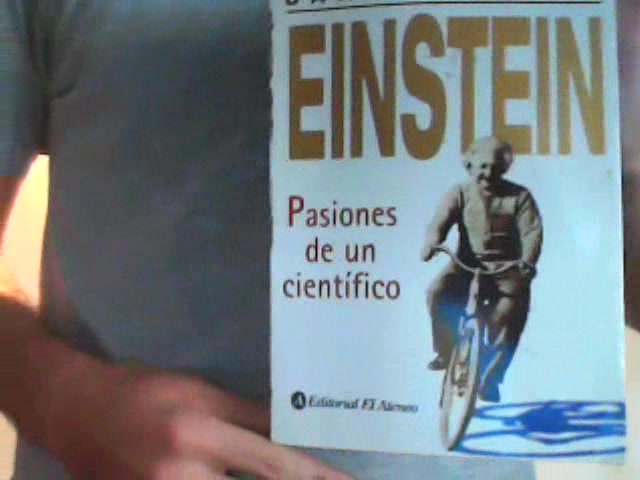 EINSTEIN
Pasiones
de un
científico
Editorial El Ateneo